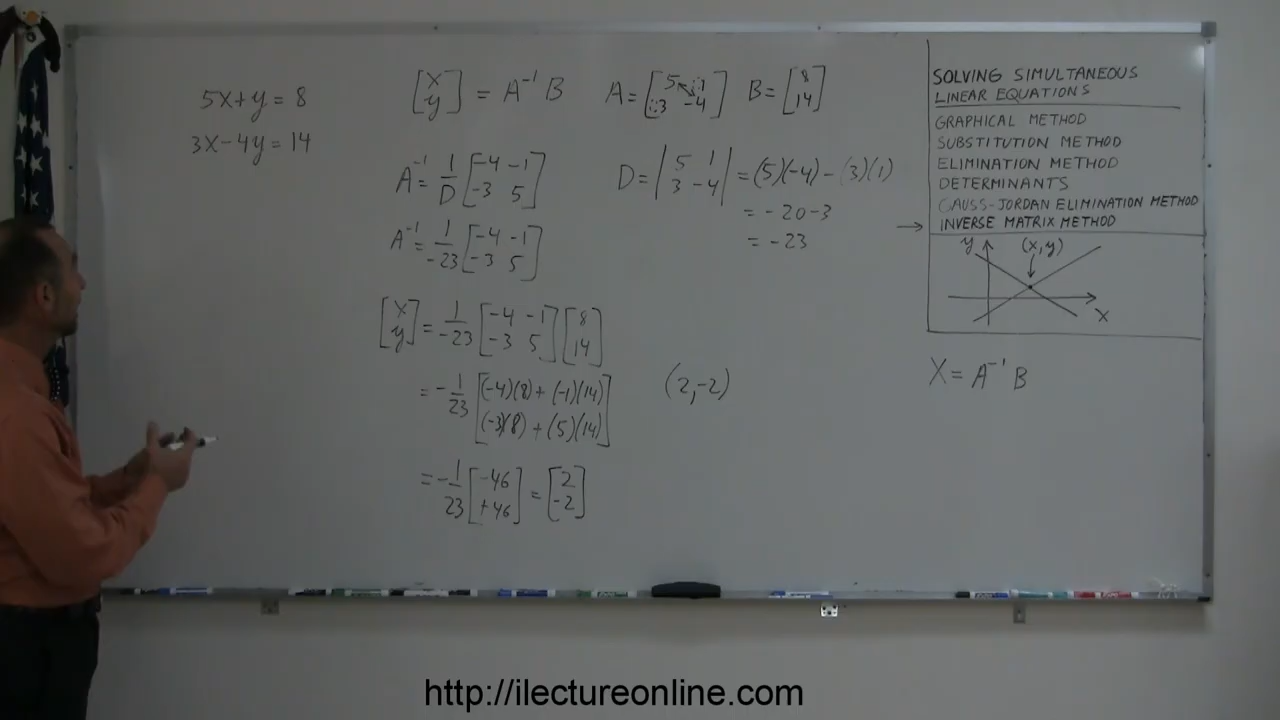 5x+y = 8
3x-4y = 14
[x y] = A⁻¹ B
A = [5 1 3 -4] B = [8 14]
A⁻¹ = 1/D [-4 -1 -3 5]
D = |5 1 3 -4| = (5)(-4) - (3)(1)
= -20-3
= -23
A⁻¹ = 1/-23 [-4 -1 -3 5]
[x y] = 1/-23 [-4 -1 -3 5] [8 14]
= -1/23 [(-4)(8) + (-1)(14) (-3)(8) + (5)(14)]
(2,-2)
= -1/23 [-46 +46] = [2 -2]
SOLVING SIMULTANEOUS
LINEAR EQUATIONS
GRAPHICAL METHOD
SUBSTITUTION METHOD
ELIMINATION METHOD
DETERMINANTS
GAUSS-JORDAN ELIMINATION METHOD
→ INVERSE MATRIX METHOD
y (x,y)
x
X = A⁻¹ B
http://ilectureonline.com